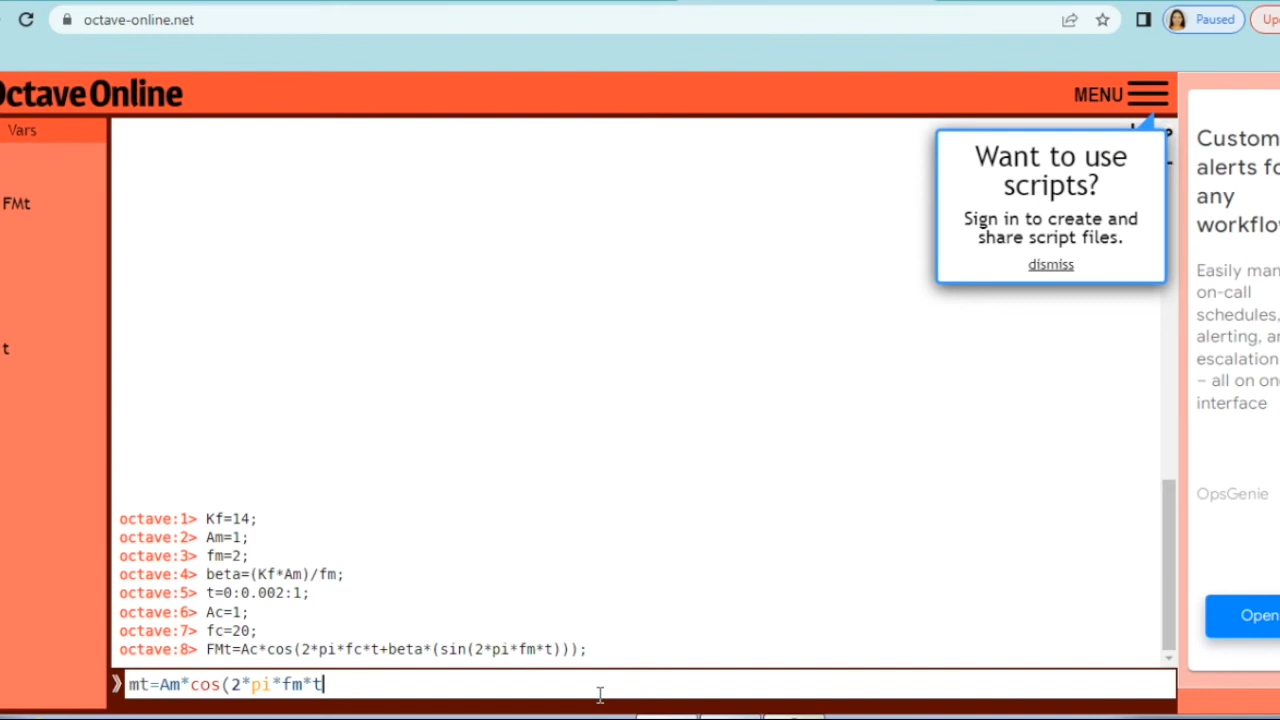 octave-online.net
Paused
Octave Online
MENU
Vars
FMt
t
Want to use
scripts?
Sign in to create and
share script files.
dismiss
Custom
alerts fo
any
workflow
Easily man
on-call
schedules,
alerting, an
escalation
– all on one
interface
OpsGenie
Open
octave:1> Kf=14;
octave:2> Am=1;
octave:3> fm=2;
octave:4> beta=(Kf*Am)/fm;
octave:5> t=0:0.002:1;
octave:6> Ac=1;
octave:7> fc=20;
octave:8> FMt=Ac*cos(2*pi*fc*t+beta*(sin(2*pi*fm*t)));
》mt=Am*cos(2*pi*fm*t